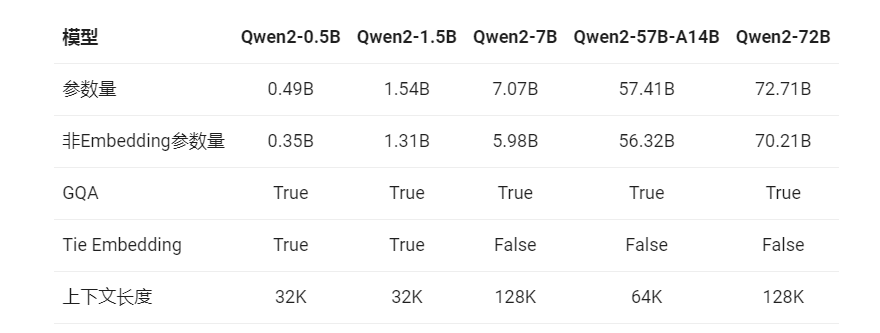 模型 Qwen2-0.5B Qwen2-1.5B Qwen2-7B Qwen2-57B-A14B Qwen2-72B
参数量 0.49B 1.54B 7.07B 57.41B 72.71B
非Embedding参数量 0.35B 1.31B 5.98B 56.32B 70.21B
GQA True True True True True
Tie Embedding True True False False False
上下文长度 32K 32K 128K 64K 128K